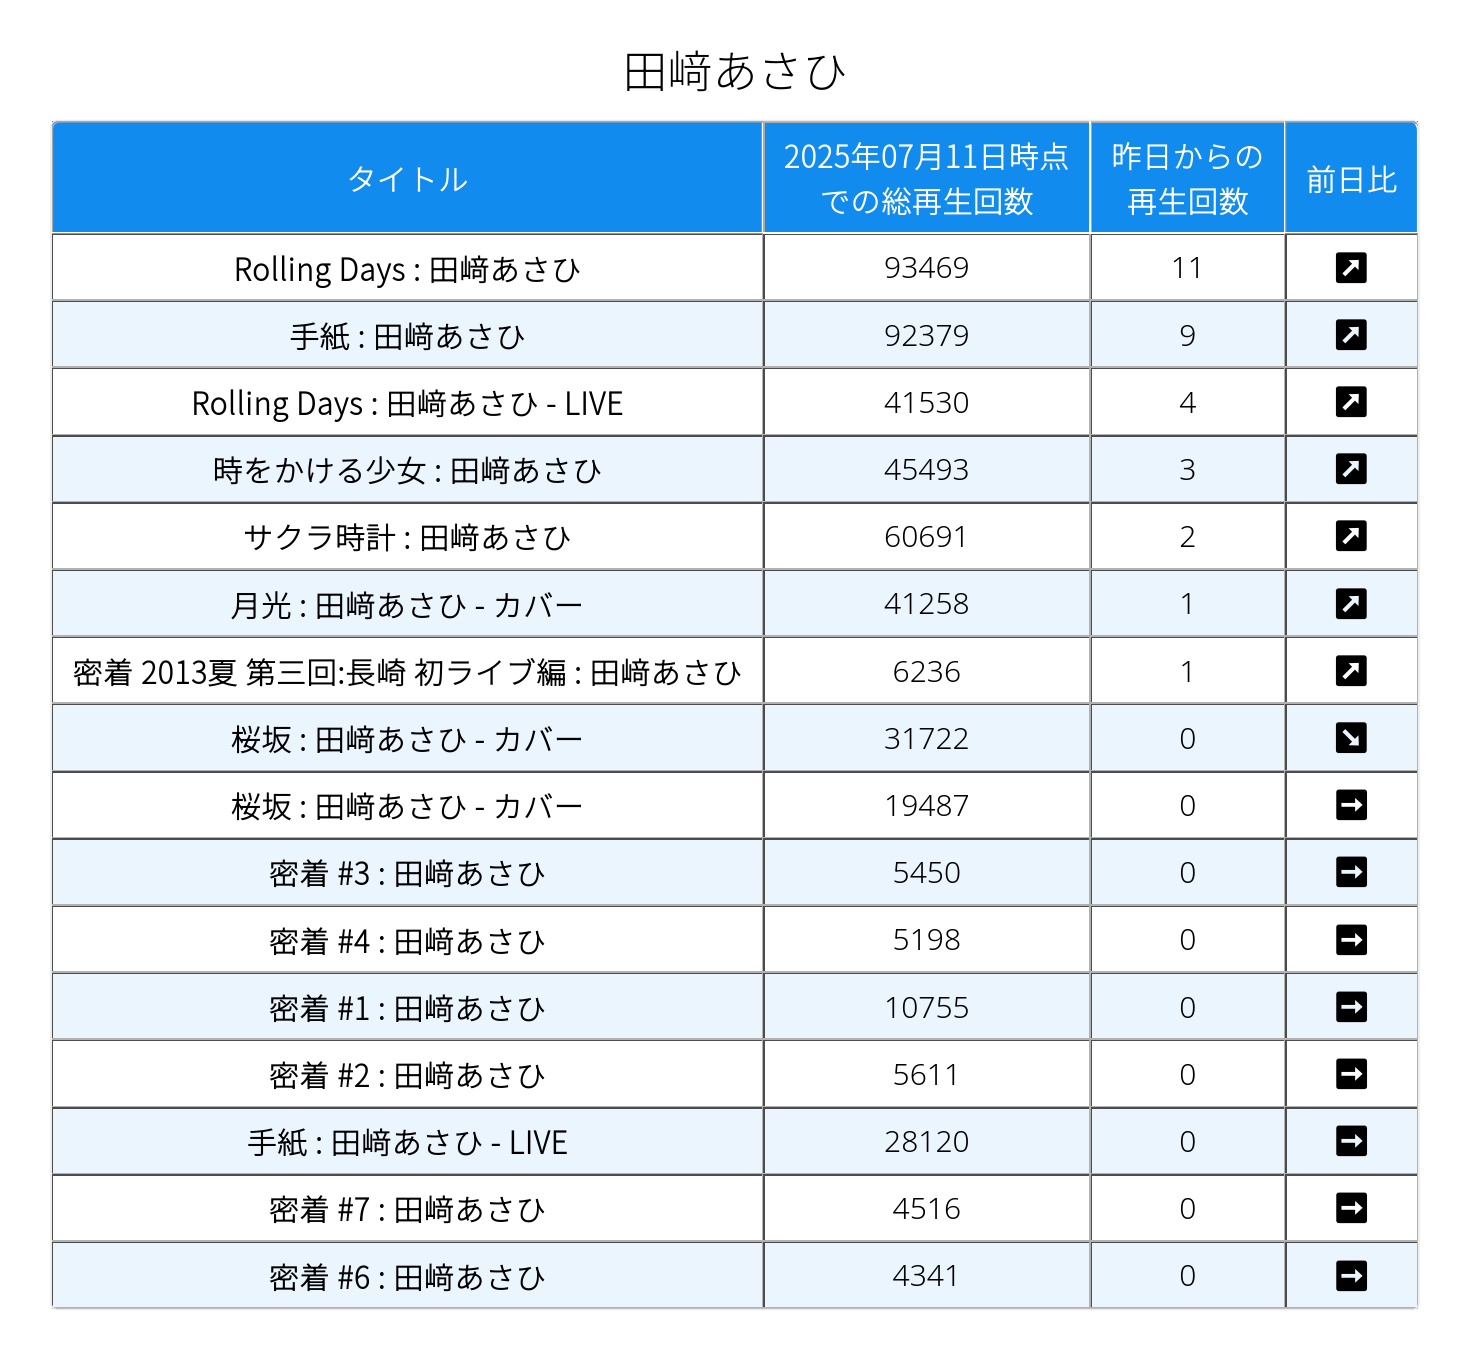 田﨑あさひ
タイトル 2025年07月11日時点での総再生回数 昨日からの再生回数 前日比
Rolling Days : 田﨑あさひ 93469 11 ↗
手紙 : 田﨑あさひ 92379 9 ↗
Rolling Days : 田﨑あさひ - LIVE 41530 4 ↗
時をかける少女 : 田﨑あさひ 45493 3 ↗
サクラ時計 : 田﨑あさひ 60691 2 ↗
月光 : 田﨑あさひ - カバー 41258 1 ↗
密着 2013夏 第三回:長崎 初ライブ編 : 田﨑あさひ 6236 1 ↗
桜坂 : 田﨑あさひ - カバー 31722 0 ↘
桜坂 : 田﨑あさひ - カバー 19487 0 →
密着 #3 : 田﨑あさひ 5450 0 →
密着 #4 : 田﨑あさひ 5198 0 →
密着 #1 : 田﨑あさひ 10755 0 →
密着 #2 : 田﨑あさひ 5611 0 →
手紙 : 田﨑あさひ - LIVE 28120 0 →
密着 #7 : 田﨑あさひ 4516 0 →
密着 #6 : 田﨑あさひ 4341 0 →